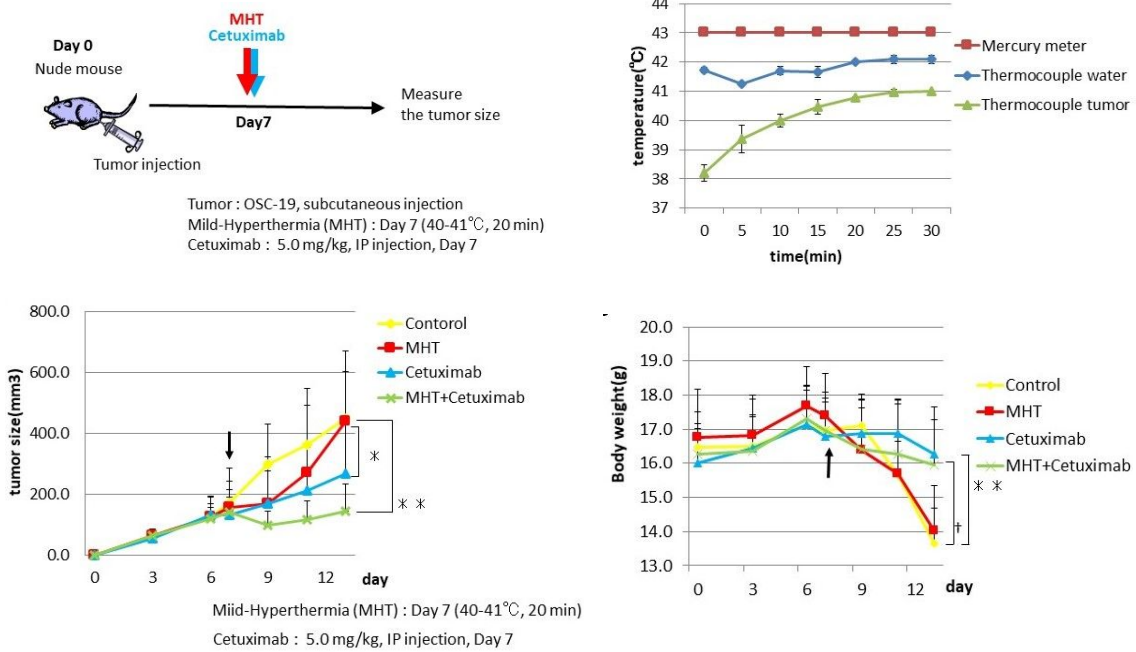 MHT
Cetuximab
Day 0
Nude mouse
Day7
Measure
the tumor size
Tumor injection
Tumor : OSC-19, subcutaneous injection
Mild-Hyperthermia (MHT) : Day 7 (40-41℃, 20 min)
Cetuximab : 5.0 mg/kg, IP injection, Day 7
temperature(℃)
44
43
42
41
40
39
38
37
0 5 10 15 20 25 30
time(min)
Mercury meter
Thermocouple water
Thermocouple tumor
tumor size(mm3)
800.0
600.0
400.0
200.0
0.0
0 3 6 9 12 day
Contorol
MHT
Cetuximab
MHT+Cetuximab
*
* *
Miid-Hyperthermia (MHT) : Day 7 (40-41℃, 20 min)
Cetuximab : 5.0 mg/kg, IP injection, Day 7
Body weight(g)
20.0
19.0
18.0
17.0
16.0
15.0
14.0
13.0
0 3 6 9 12 day
Control
MHT
Cetuximab
MHT+Cetuximab
* *
†